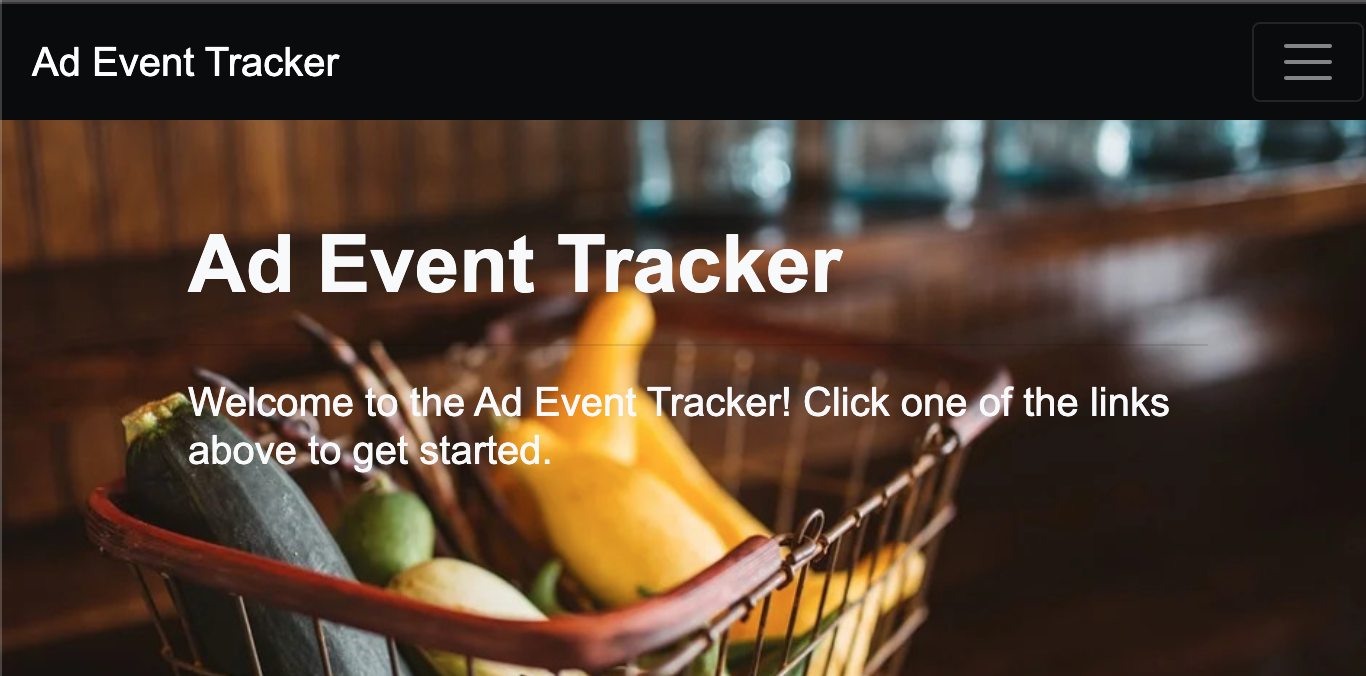 Ad Event Tracker
Ad Event Tracker
Welcome to the Ad Event Tracker! Click one of the links
above to get started.